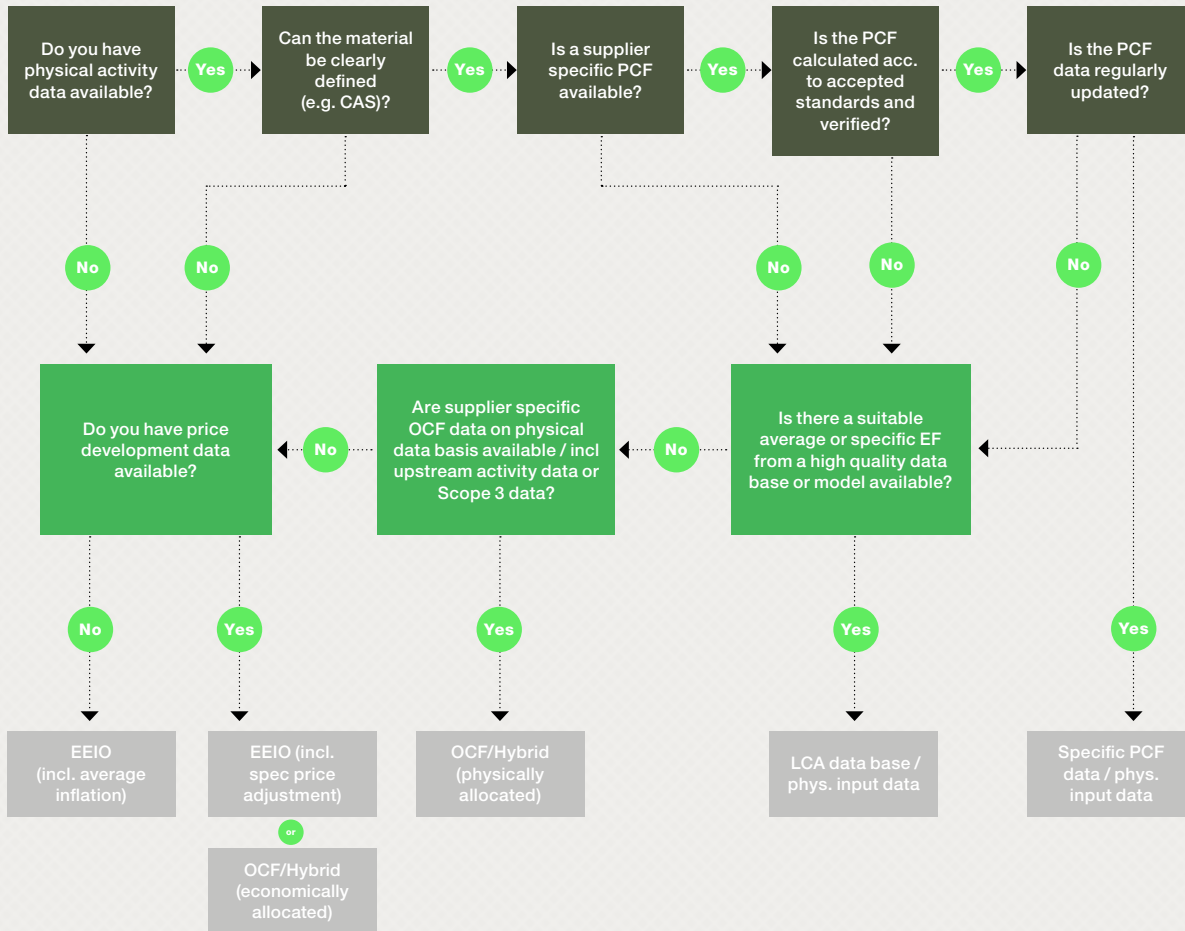 Do you have
physical activity
data available?
Yes
Can the material
be clearly
defined
(e.g. CAS)?
Yes
Is a supplier
specific PCF
available?
Yes
Is the PCF
calculated acc.
to accepted
standards and
verified?
Yes
Is the PCF
data regularly
updated?
No
No
No
No
No
Do you have price
development data
available?
No
Are supplier specific
OCF data on physical
data basis available / incl
upstream activity data or
Scope 3 data?
No
Is there a suitable
average or specific EF
from a high quality data
base or model available?
No
Yes
Yes
Yes
Yes
EEIO
(incl. average
inflation)
EEIO (incl.
spec price
adjustment)
or
OCF/Hybrid
(economically
allocated)
OCF/Hybrid
(physically
allocated)
LCA data base /
phys. input data
Specific PCF
data / phys.
input data